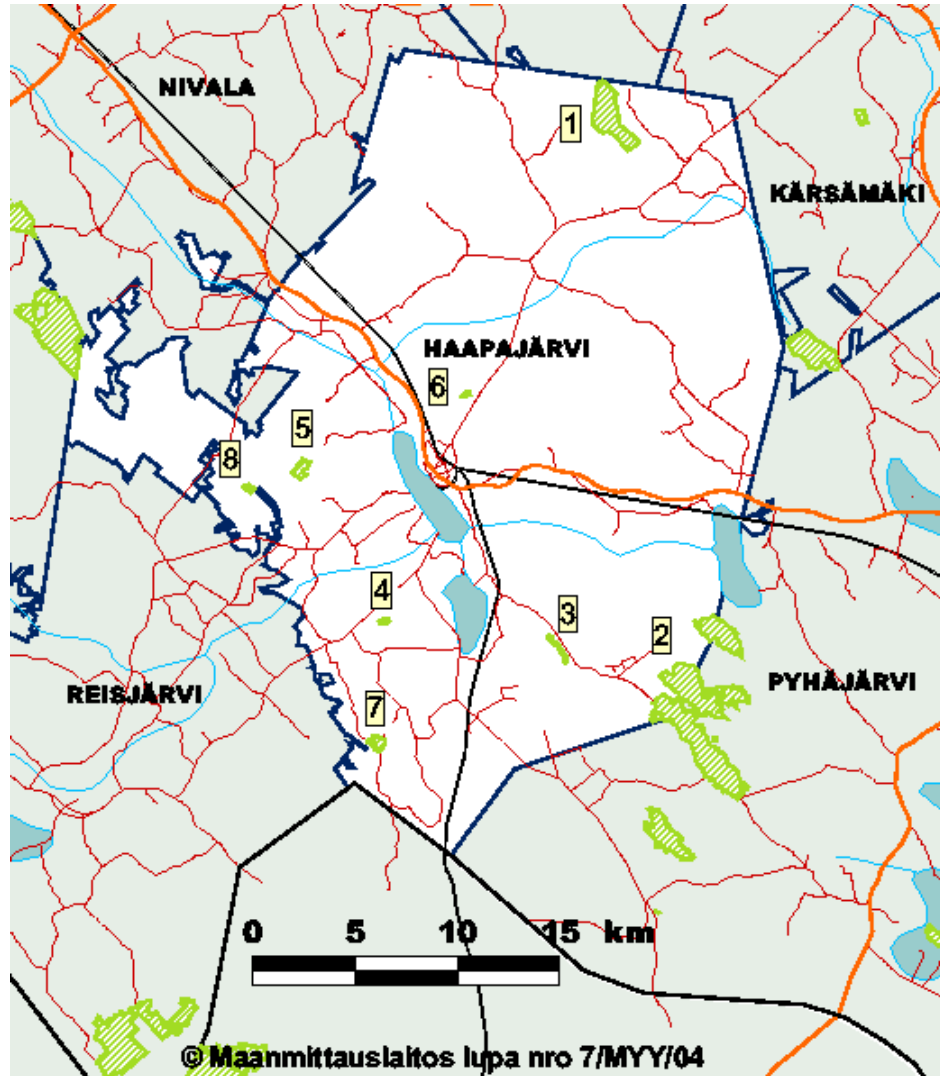 NIVALA
1
KÄRSÄMÄKI
HAAPAJÄRVI
6
5
8
4
3
2
REISJÄRVI
PYHÄJÄRVI
7
0 5 10 15 km
© Maanmittauslaitos lupa nro 7/MYY/04